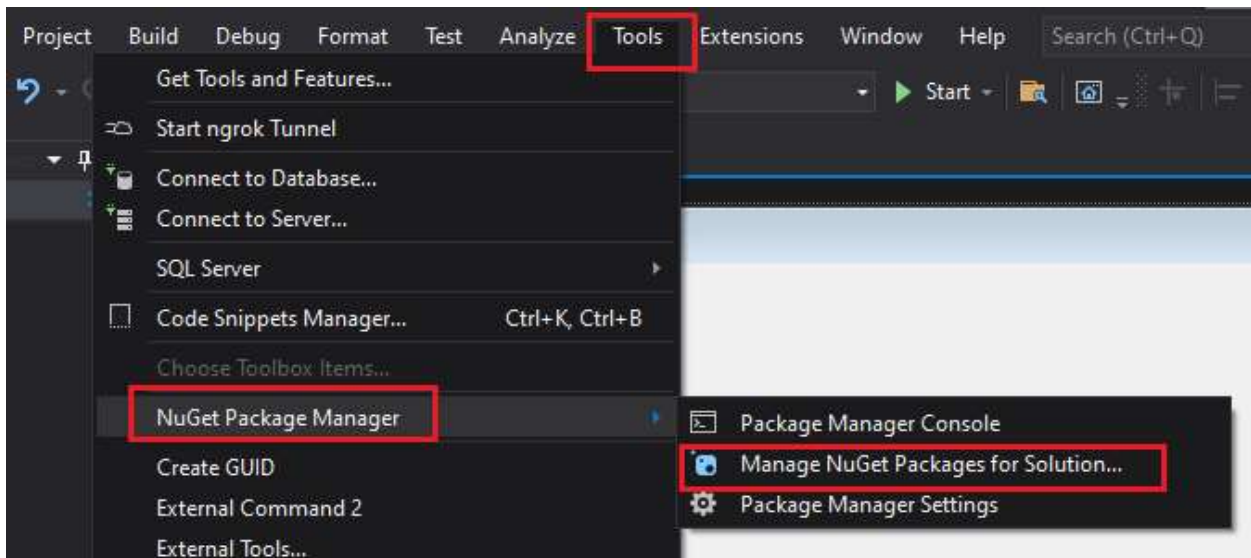 Project Build Debug Format Test Analyze Tools Extensions Window Help Search (Ctrl+Q)
Get Tools and Features...
Start
Start ngrok Tunnel
Connect to Database...
Connect to Server...
SQL Server
Code Snippets Manager... Ctrl+K, Ctrl+B
Choose Toolbox Items...
NuGet Package Manager
Package Manager Console
Manage NuGet Packages for Solution...
Package Manager Settings
Create GUID
External Command 2
External Tools...